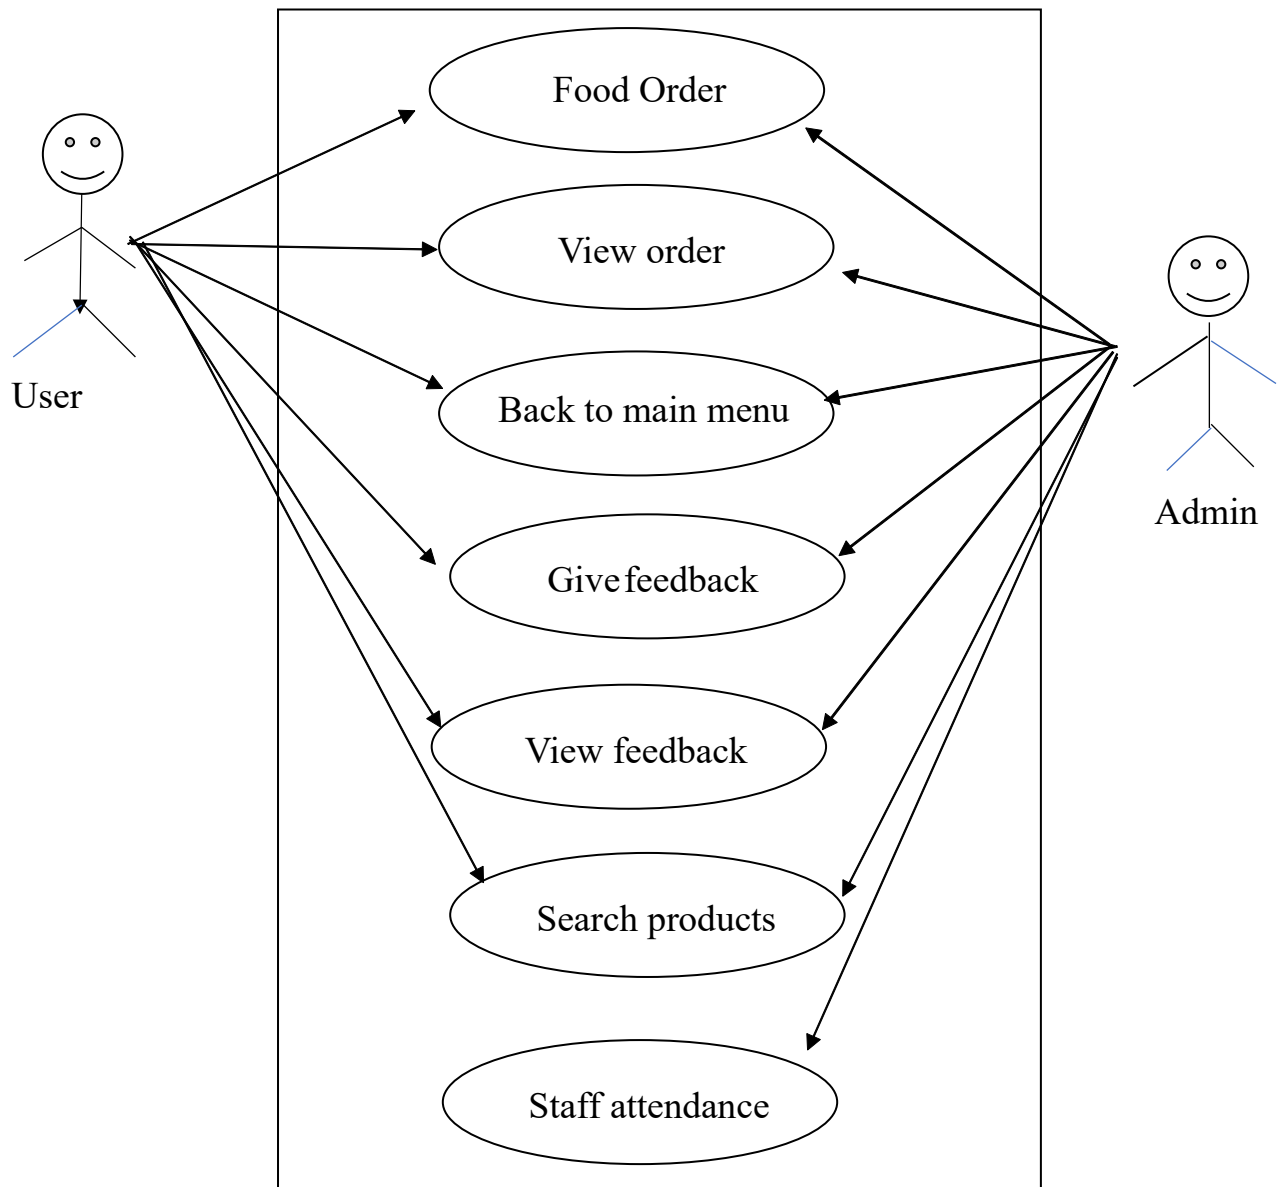 Food Order
View order
User
Back to main menu
Admin
Give feedback
View feedback
Search products
Staff attendance